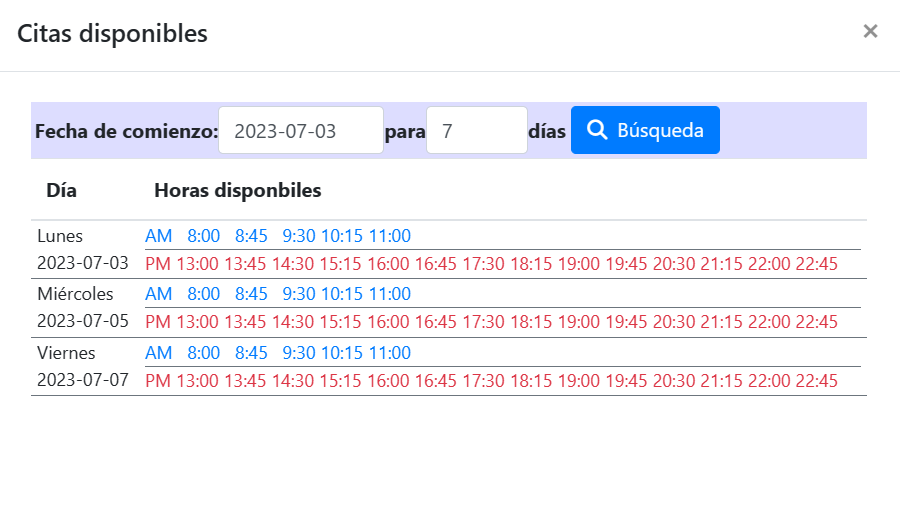 Citas disponibles ×
Fecha de comienzo: 2023-07-03 para 7 días Búsqueda
Día Horas disponbiles
Lunes AM 8:00 8:45 9:30 10:15 11:00
2023-07-03 PM 13:00 13:45 14:30 15:15 16:00 16:45 17:30 18:15 19:00 19:45 20:30 21:15 22:00 22:45
Miércoles AM 8:00 8:45 9:30 10:15 11:00
2023-07-05 PM 13:00 13:45 14:30 15:15 16:00 16:45 17:30 18:15 19:00 19:45 20:30 21:15 22:00 22:45
Viernes AM 8:00 8:45 9:30 10:15 11:00
2023-07-07 PM 13:00 13:45 14:30 15:15 16:00 16:45 17:30 18:15 19:00 19:45 20:30 21:15 22:00 22:45